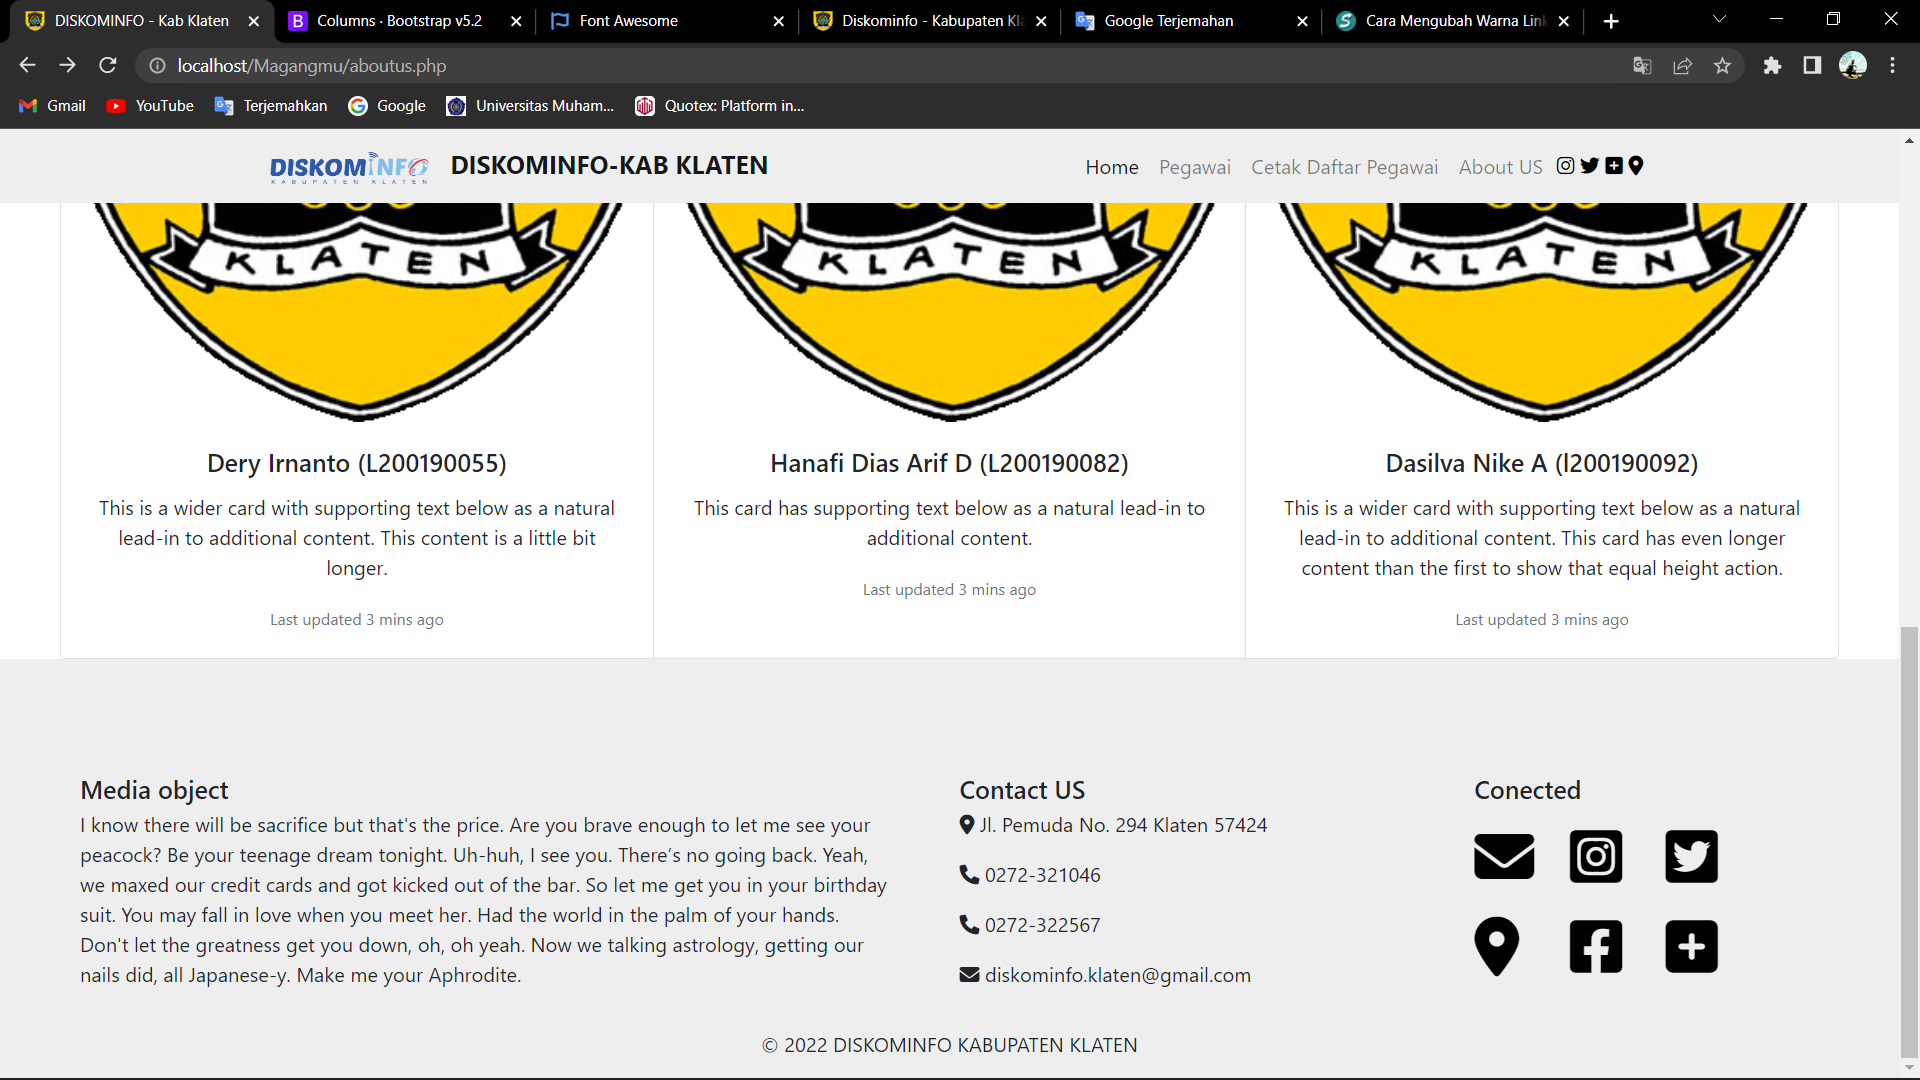 DISKOMINFO - Kab Klaten
Columns · Bootstrap v5.2
Font Awesome
Diskominfo - Kabupaten Kla
Google Terjemahan
Cara Mengubah Warna Link
localhost/Magangmu/aboutus.php
Gmail
YouTube
Terjemahkan
Google
Universitas Muham...
Quotex: Platform in...
DISKOMINFO
KABUPATEN KLATEN
DISKOMINFO-KAB KLATEN
Home
Pegawai
Cetak Daftar Pegawai
About US
KLATEN
KLATEN
KLATEN
Dery Irnanto (L200190055)
This is a wider card with supporting text below as a natural
lead-in to additional content. This content is a little bit
longer.
Last updated 3 mins ago
Hanafi Dias Arif D (L200190082)
This card has supporting text below as a natural lead-in to
additional content.
Last updated 3 mins ago
Dasilva Nike A (l200190092)
This is a wider card with supporting text below as a natural
lead-in to additional content. This card has even longer
content than the first to show that equal height action.
Last updated 3 mins ago
Media object
I know there will be sacrifice but that's the price. Are you brave enough to let me see your
peacock? Be your teenage dream tonight. Uh-huh, I see you. There’s no going back. Yeah,
we maxed our credit cards and got kicked out of the bar. So let me get you in your birthday
suit. You may fall in love when you meet her. Had the world in the palm of your hands.
Don't let the greatness get you down, oh, oh yeah. Now we talking astrology, getting our
nails did, all Japanese-y. Make me your Aphrodite.
Contact US
Jl. Pemuda No. 294 Klaten 57424
0272-321046
0272-322567
diskominfo.klaten@gmail.com
Conected
© 2022 DISKOMINFO KABUPATEN KLATEN